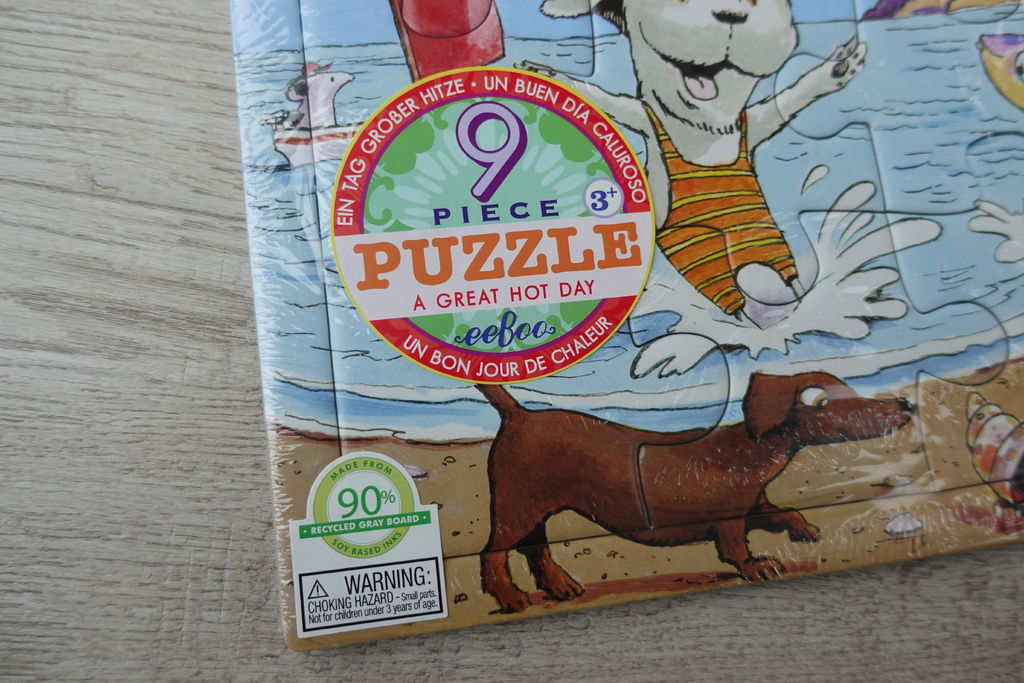 EIN TAG GROBER HITZE • UN BUEN DÍA CALUROSO
9
PIECE
3+
PUZZLE
A GREAT HOT DAY
eeBoo
UN BON JOUR DE CHALEUR
MADE FROM
90%
• RECYCLED GRAY BOARD •
SOY BASED INKS
WARNING:
CHOKING HAZARD – Small parts.
Not for children under 3 years of age.